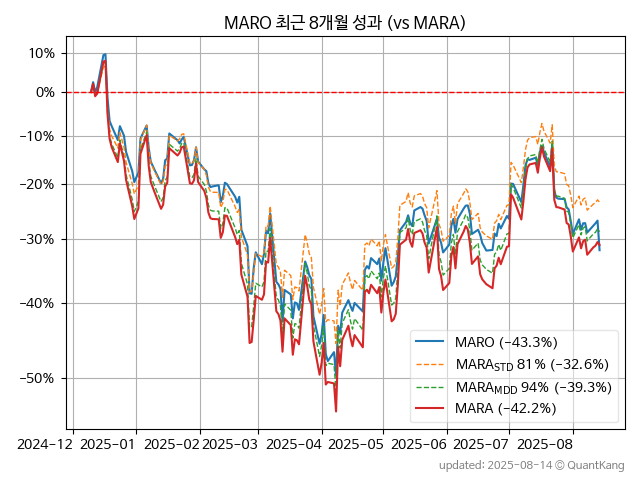 MARO 최근 8개월 성과 (vs MARA)
10%
0%
−10%
−20%
−30%
−40%
−50%
MARO (−43.3%)
MARA_STD 81% (−32.6%)
MARA_MDD 94% (−39.3%)
MARA (−42.2%)
2024−12 2025−01 2025−02 2025−03 2025−04 2025−05 2025−06 2025−07 2025−08
updated: 2025-08-14 © QuantKang